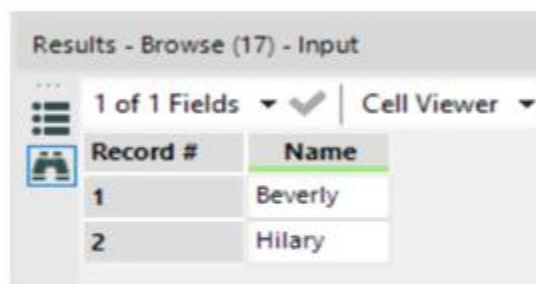 Results - Browse (17) - Input
1 of 1 Fields Cell Viewer
Record # Name
1 Beverly
2 Hilary